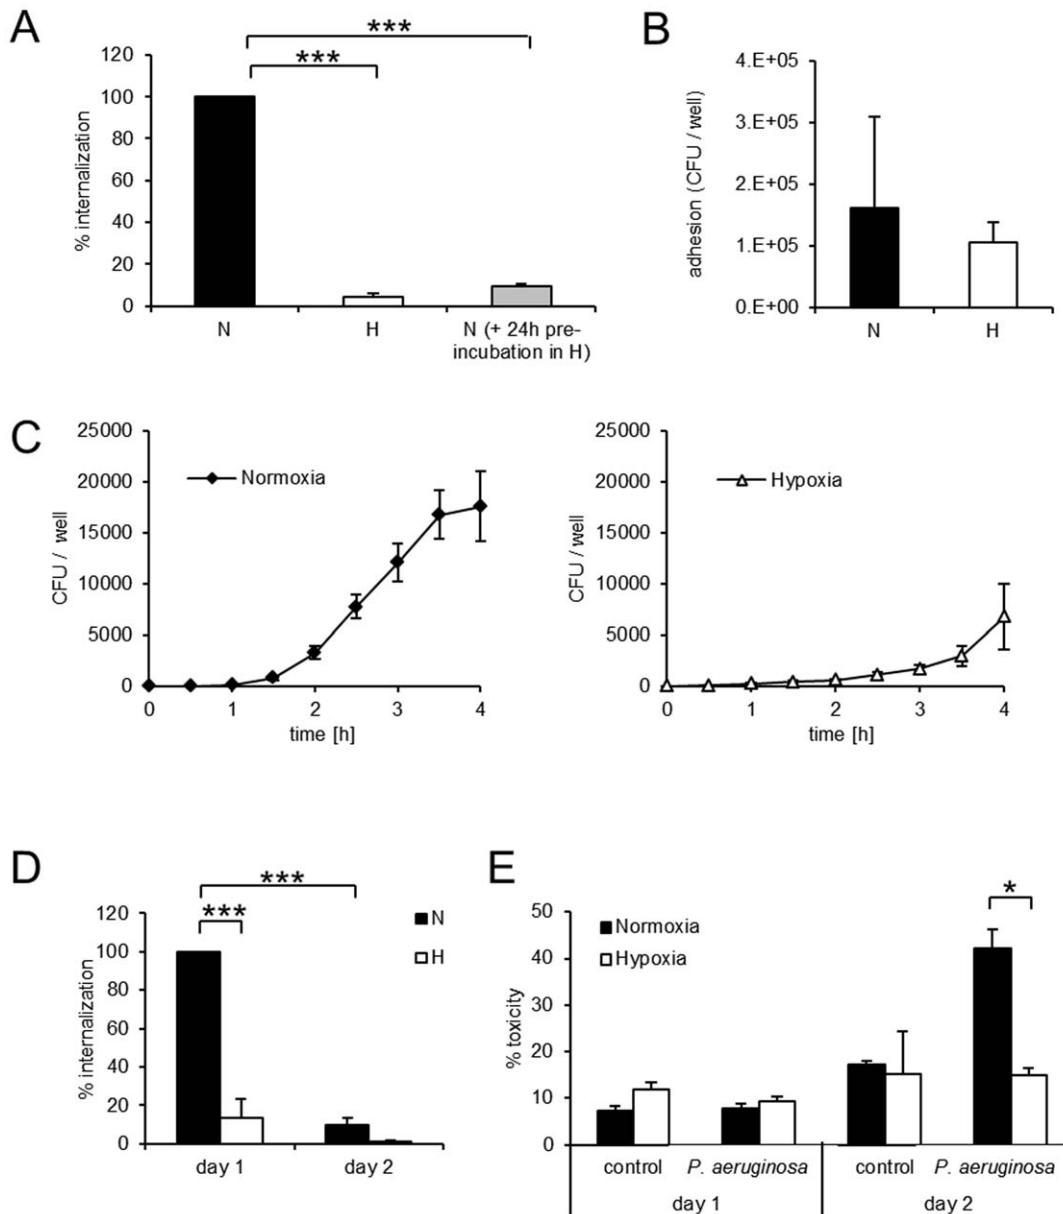 A
***
***
120
100
80
60
40
20
0
% internalization
N
H
N (+ 24h pre-
incubation in H)
B
4.E+05
3.E+05
2.E+05
1.E+05
0.E+00
adhesion (CFU / well)
N
H
C
25000
20000
15000
10000
5000
0
CFU / well
Normoxia
0
1
2
3
4
time [h]
25000
20000
15000
10000
5000
0
CFU / well
Hypoxia
0
1
2
3
4
time [h]
D
***
***
120
100
80
60
40
20
0
% internalization
N
H
day 1
day 2
E
*
50
40
30
20
10
0
% toxicity
Normoxia
Hypoxia
control
P. aeruginosa
control
P. aeruginosa
day 1
day 2